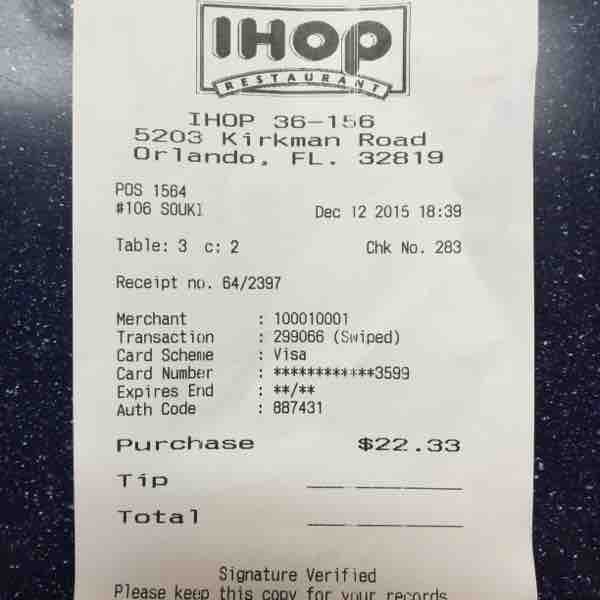 IHOP
RESTAURANT
IHOP 36-156
5203 Kirkman Road
Orlando, FL. 32819
POS 1564
#106 SOUKI Dec 12 2015 18:39
Table: 3 c: 2 Chk No. 283
Receipt no. 64/2397
Merchant : 100010001
Transaction : 299066 (Swiped)
Card Scheme : Visa
Card Number : ************3599
Expires End : **/**
Auth Code : 887431
Purchase $22.33
Tip
Total
Signature Verified
Please keep this copy for your records